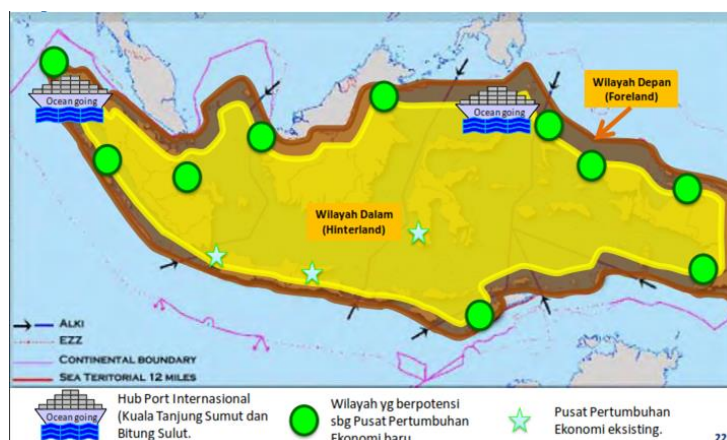 Ocean going
Ocean going
Wilayah Depan
(Foreland)
Wilayah Dalam
(Hinterland)
ALKI
EZZ
CONTINENTAL BOUNDARY
SEA TERITORIAL 12 MILES
Ocean going
Hub Port Internasional
(Kuala Tanjung Sumut dan
Bitung Sulut.
Wilayah yg berpotensi
sbg Pusat Pertumbuhan
Ekonomi baru
Pusat Pertumbuhan
Ekonomi eksisting.
22